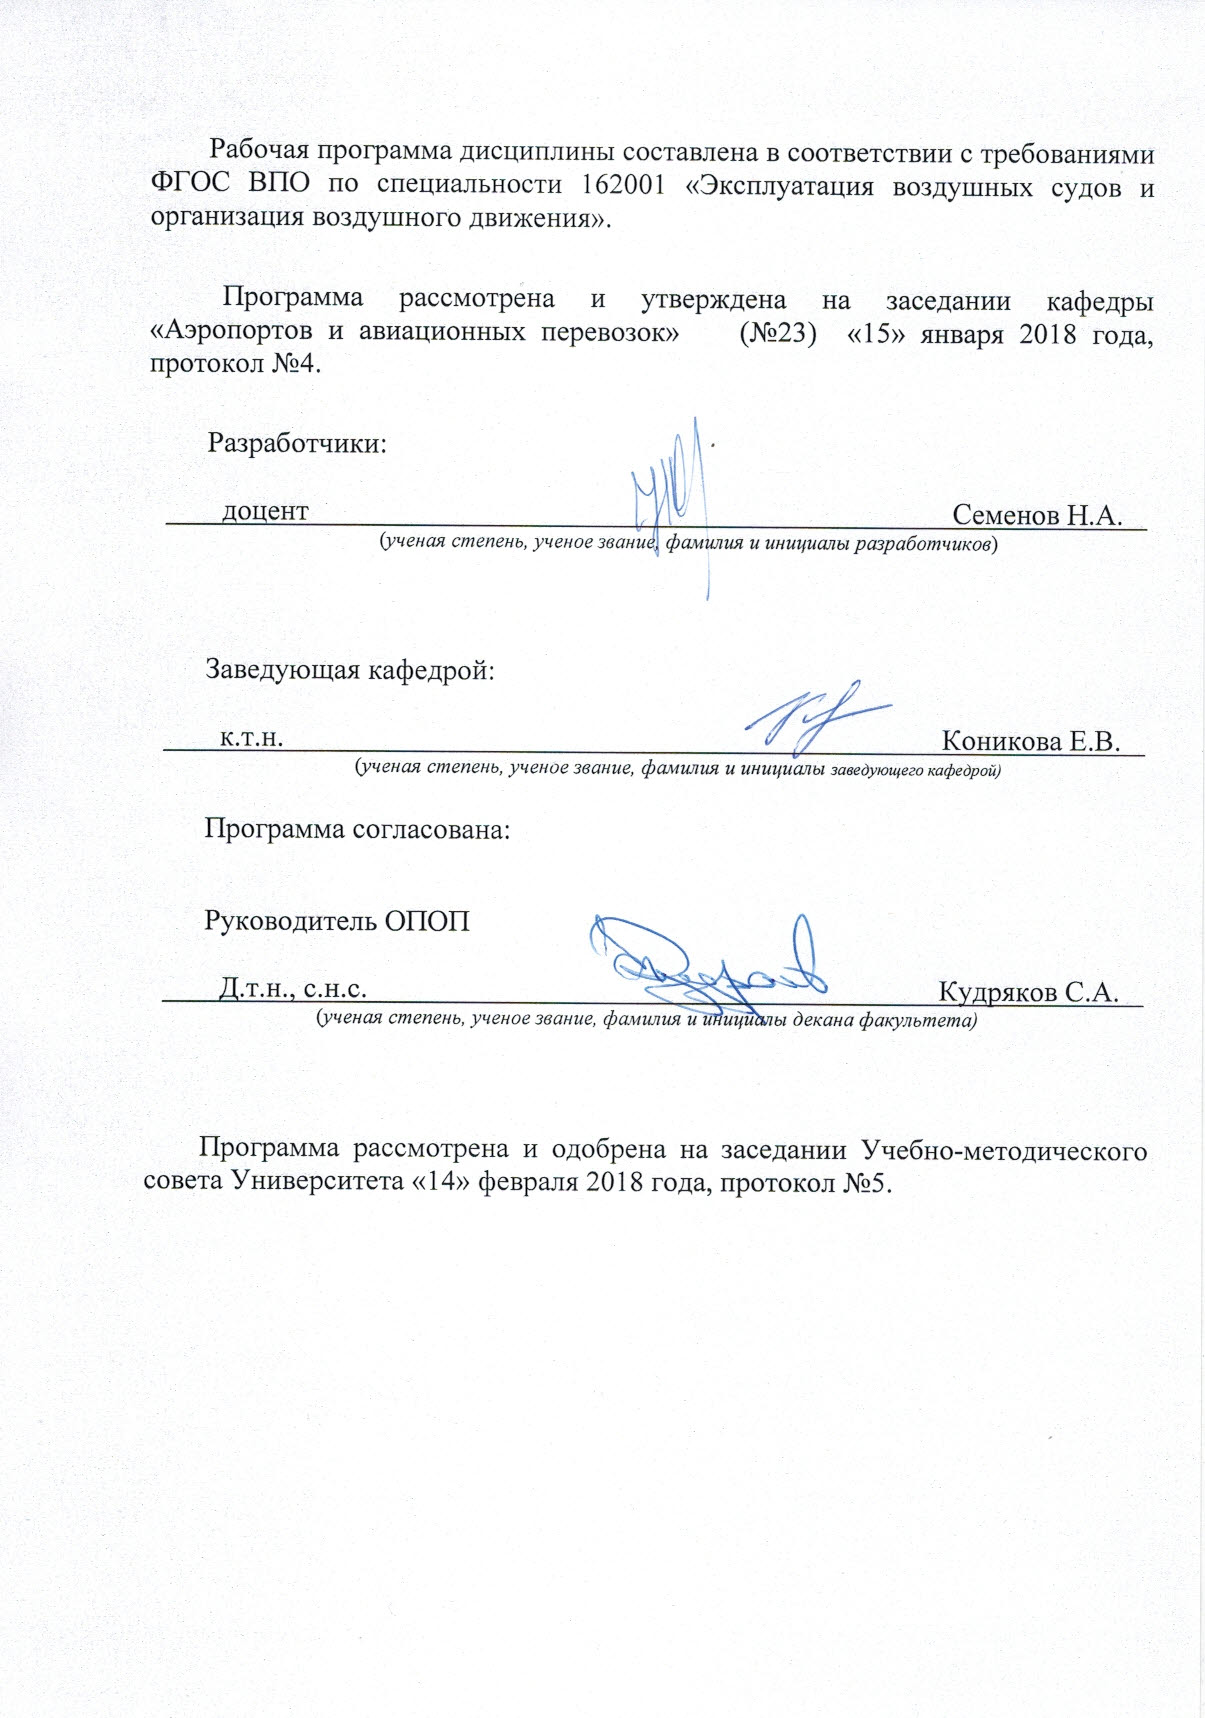 Рабочая программа дисциплины составлена в соответствии с требованиями
ФГОС ВПО по специальности 162001 «Эксплуатация воздушных судов и
организация воздушного движения».
Программа рассмотрена и утверждена на заседании кафедры
«Аэропортов и авиационных перевозок» (№23) «15» января 2018 года,
протокол №4.
Разработчики:
доцент Семенов Н.А.
(ученая степень, ученое звание, фамилия и инициалы разработчиков)
Заведующая кафедрой:
к.т.н. Коникова Е.В.
(ученая степень, ученое звание, фамилия и инициалы заведующего кафедрой)
Программа согласована:
Руководитель ОПОП
Д.т.н., с.н.с. Кудряков С.А.
(ученая степень, ученое звание, фамилия и инициалы декана факультета)
Программа рассмотрена и одобрена на заседании Учебно-методического
совета Университета «14» февраля 2018 года, протокол №5.